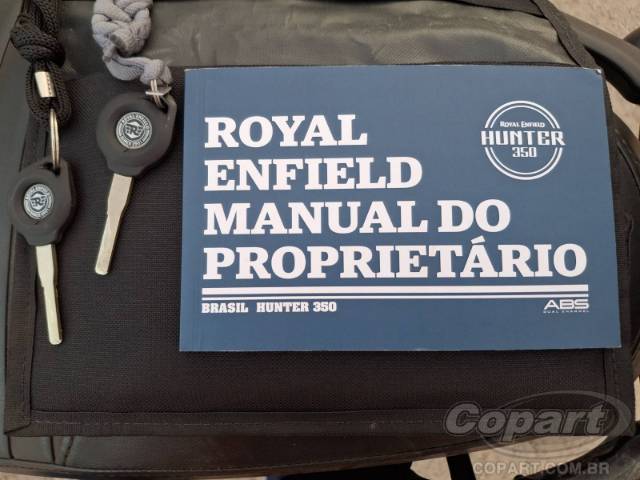 ROYAL
ENFIELD
MANUAL DO
PROPRIETÁRIO
ROYAL ENFIELD
HUNTER
350
BRASIL HUNTER 350
ABS
DUAL CHANNEL
Copart
COPART.COM.BR